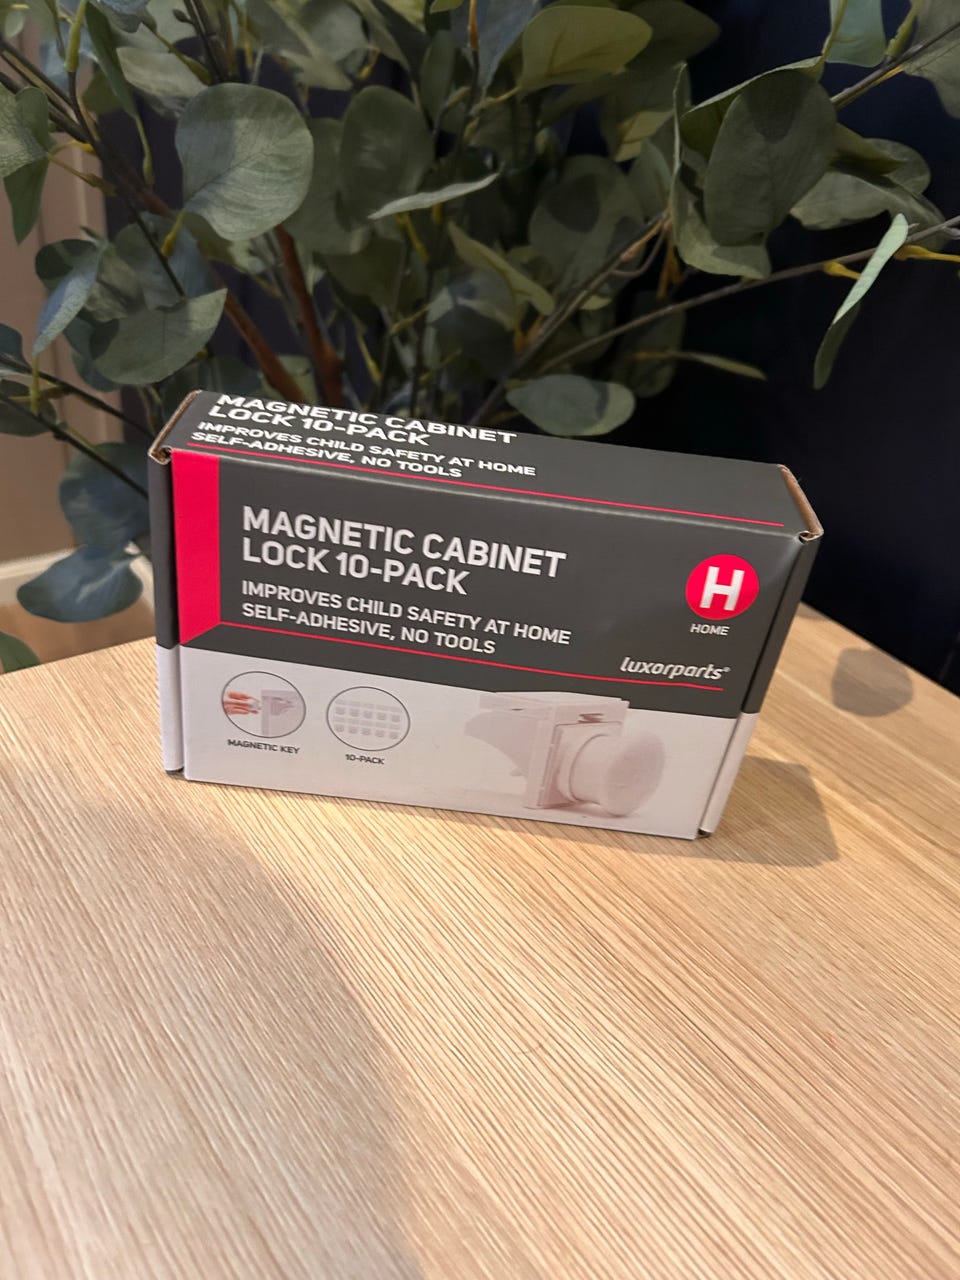 MAGNETIC CABINET
LOCK 10-PACK
IMPROVES CHILD SAFETY AT HOME
SELF-ADHESIVE, NO TOOLS
MAGNETIC CABINET
LOCK 10-PACK
IMPROVES CHILD SAFETY AT HOME
SELF-ADHESIVE, NO TOOLS
H
HOME
luxorparts®
MAGNETIC KEY
10-PACK